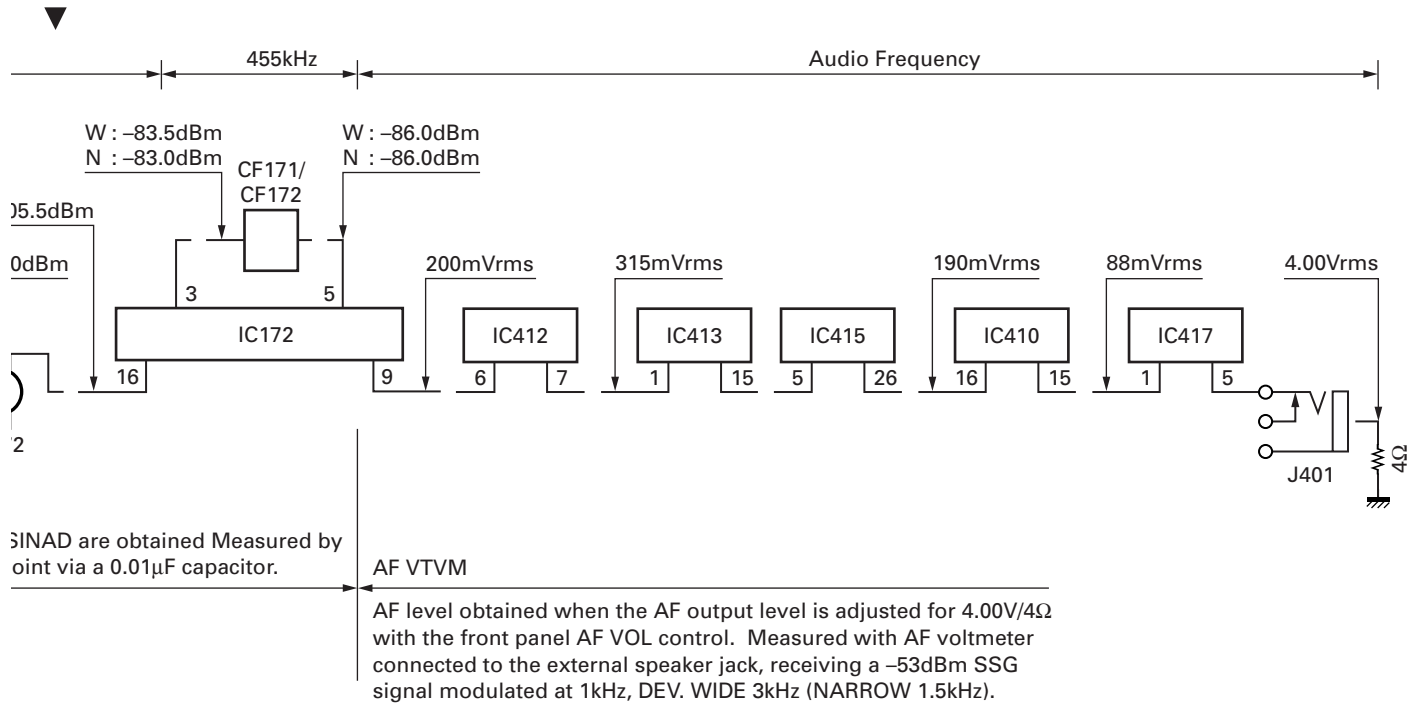 455kHz
Audio Frequency
W : –83.5dBm
N : –83.0dBm
W : –86.0dBm
N : –86.0dBm
CF171/
CF172
05.5dBm
0dBm
200mVrms
315mVrms
190mVrms
88mVrms
4.00Vrms
3
5
IC172
IC412
IC413
IC415
IC410
IC417
16
9
6
7
1
15
5
26
16
15
1
5
2
J401
4Ω
SINAD are obtained Measured by
oint via a 0.01µF capacitor.
AF VTVM
AF level obtained when the AF output level is adjusted for 4.00V/4Ω
with the front panel AF VOL control. Measured with AF voltmeter
connected to the external speaker jack, receiving a –53dBm SSG
signal modulated at 1kHz, DEV. WIDE 3kHz (NARROW 1.5kHz).